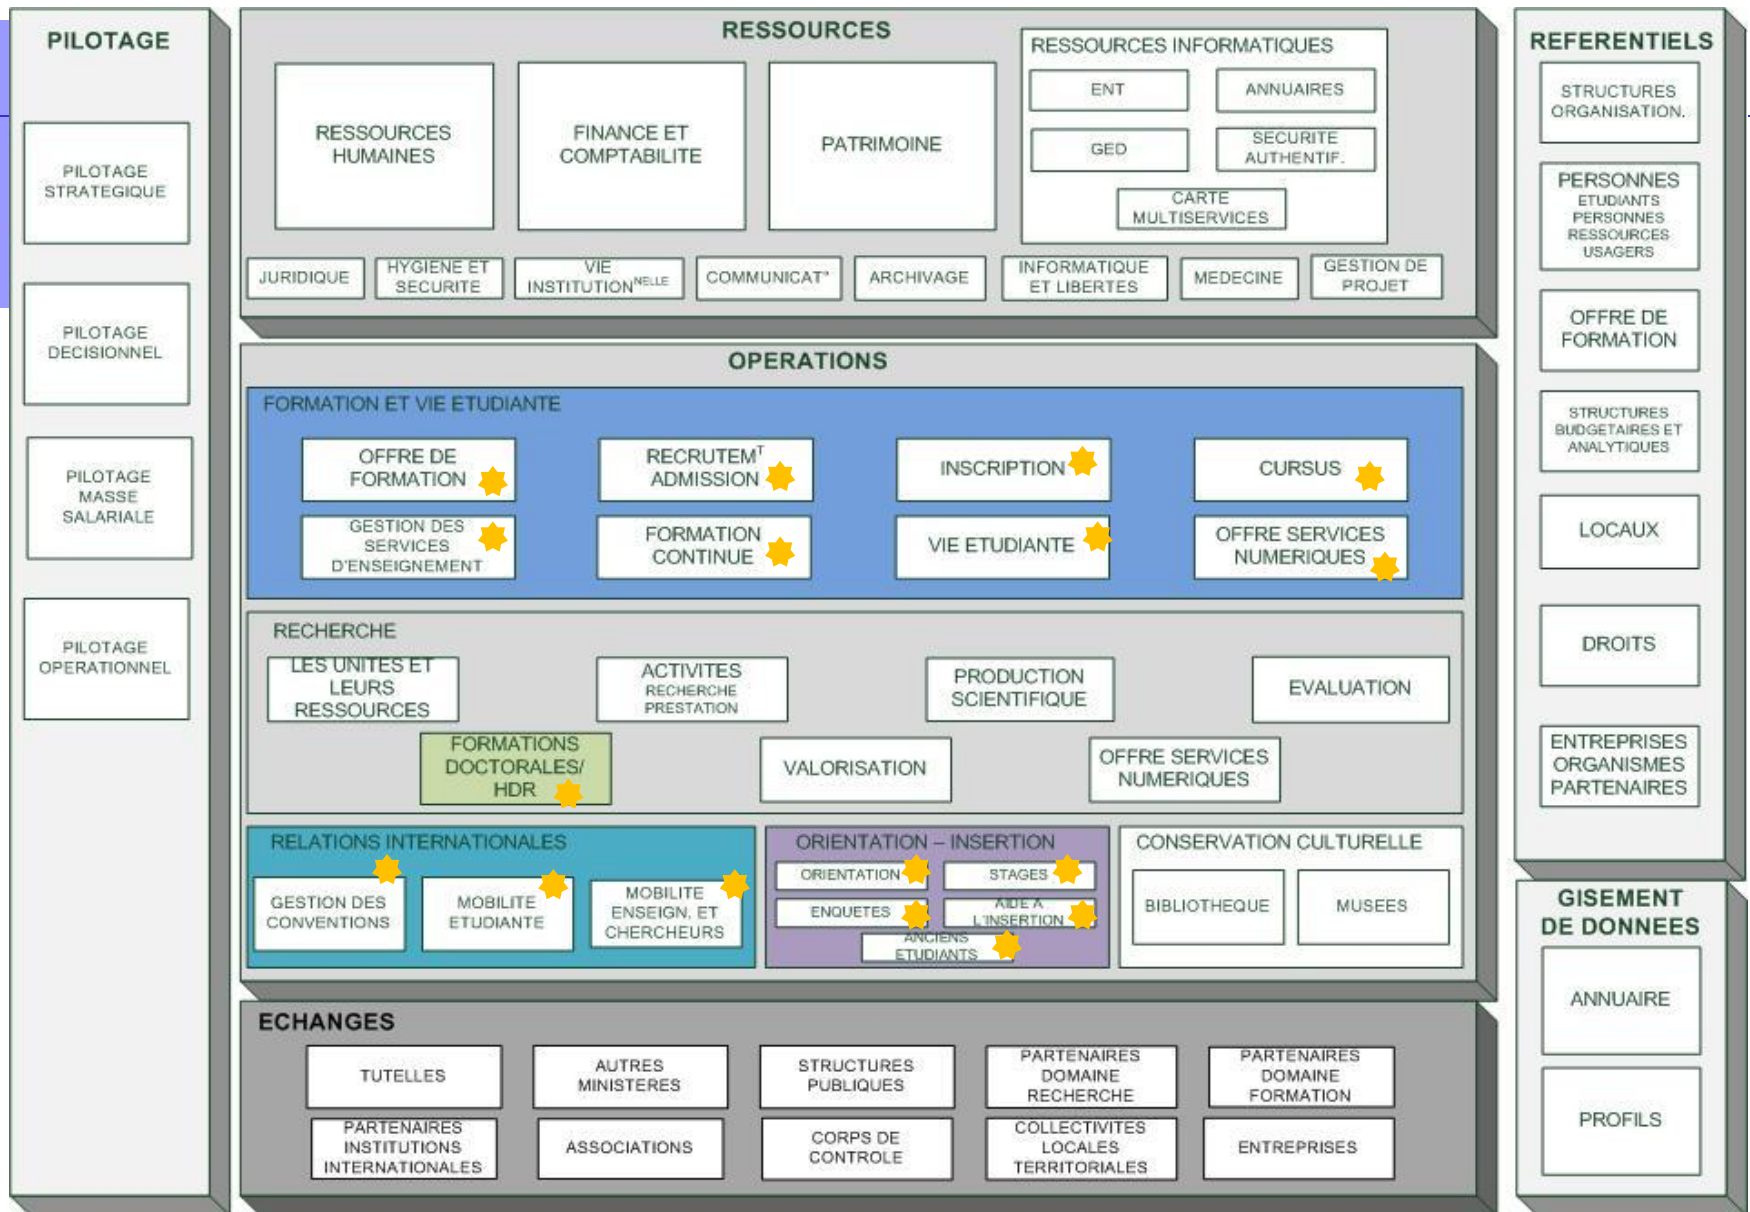 PILOTAGE
PILOTAGE
STRATEGIQUE
PILOTAGE
DECISIONNEL
PILOTAGE
MASSE
SALARIALE
PILOTAGE
OPERATIONNEL
RESSOURCES
RESSOURCES
HUMAINES
FINANCE ET
COMPTABILITE
PATRIMOINE
RESSOURCES INFORMATIQUES
ENT
ANNUAIRES
GED
SECURITE
AUTHENTIF.
CARTE
MULTISERVICES
JURIDIQUE
HYGIENE ET
SECURITE
VIE
INSTITUTIONNELLE
COMMUNICAT°
ARCHIVAGE
INFORMATIQUE
ET LIBERTES
MEDECINE
GESTION DE
PROJET
OPERATIONS
FORMATION ET VIE ETUDIANTE
OFFRE DE
FORMATION
RECRUTEMT
ADMISSION
INSCRIPTION
CURSUS
GESTION DES
SERVICES
D'ENSEIGNEMENT
FORMATION
CONTINUE
VIE ETUDIANTE
OFFRE SERVICES
NUMERIQUES
RECHERCHE
LES UNITES ET
LEURS
RESSOURCES
ACTIVITES
RECHERCHE
PRESTATION
PRODUCTION
SCIENTIFIQUE
EVALUATION
FORMATIONS
DOCTORALES/
HDR
VALORISATION
OFFRE SERVICES
NUMERIQUES
RELATIONS INTERNATIONALES
GESTION DES
CONVENTIONS
MOBILITE
ETUDIANTE
MOBILITE
ENSEIGN. ET
CHERCHEURS
ORIENTATION – INSERTION
ORIENTATION
STAGES
ENQUETES
AIDE A
L'INSERTION
ANCIENS
ETUDIANTS
CONSERVATION CULTURELLE
BIBLIOTHEQUE
MUSEES
ECHANGES
TUTELLES
AUTRES
MINISTERES
STRUCTURES
PUBLIQUES
PARTENAIRES
DOMAINE
RECHERCHE
PARTENAIRES
DOMAINE
FORMATION
PARTENAIRES
INSTITUTIONS
INTERNATIONALES
ASSOCIATIONS
CORPS DE
CONTROLE
COLLECTIVITES
LOCALES
TERRITORIALES
ENTREPRISES
REFERENTIELS
STRUCTURES
ORGANISATION.
PERSONNES
ETUDIANTS
PERSONNES
RESSOURCES
USAGERS
OFFRE DE
FORMATION
STRUCTURES
BUDGETAIRES ET
ANALYTIQUES
LOCAUX
DROITS
ENTREPRISES
ORGANISMES
PARTENAIRES
GISEMENT
DE DONNEES
ANNUAIRE
PROFILS